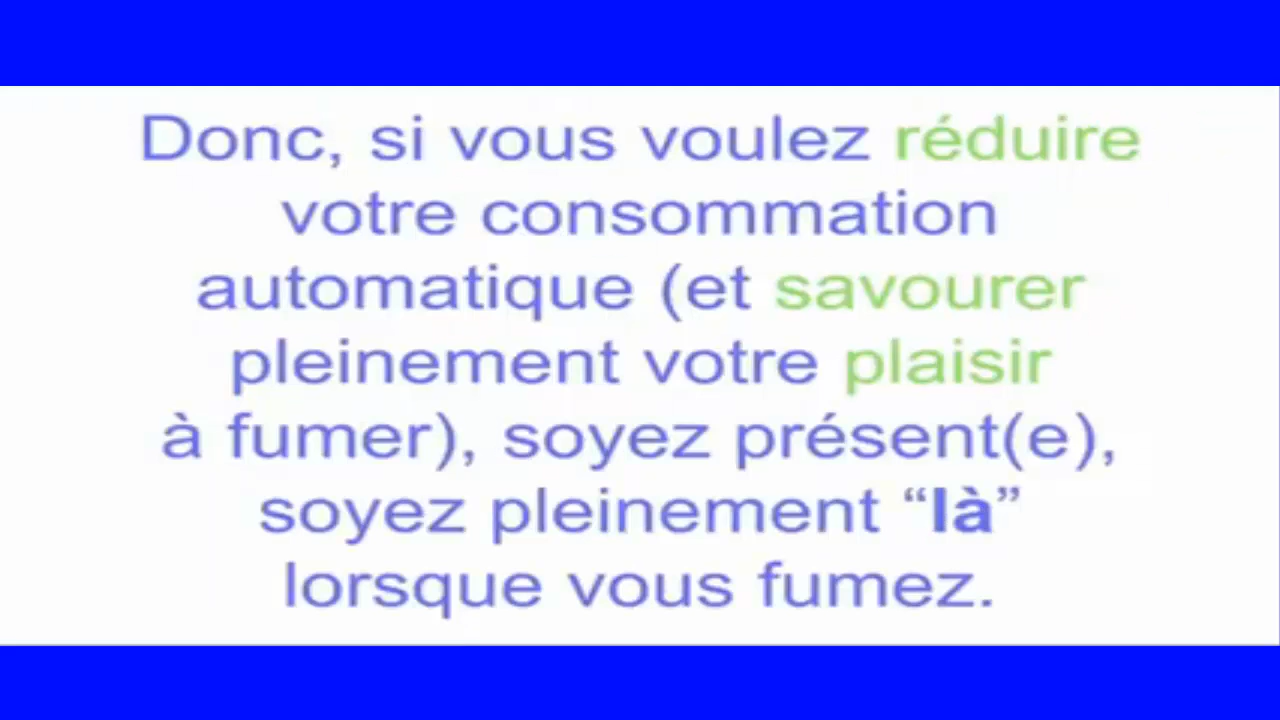 Donc, si vous voulez réduire
votre consommation
automatique (et savourer
pleinement votre plaisir
à fumer), soyez présent(e),
soyez pleinement “là”
lorsque vous fumez.